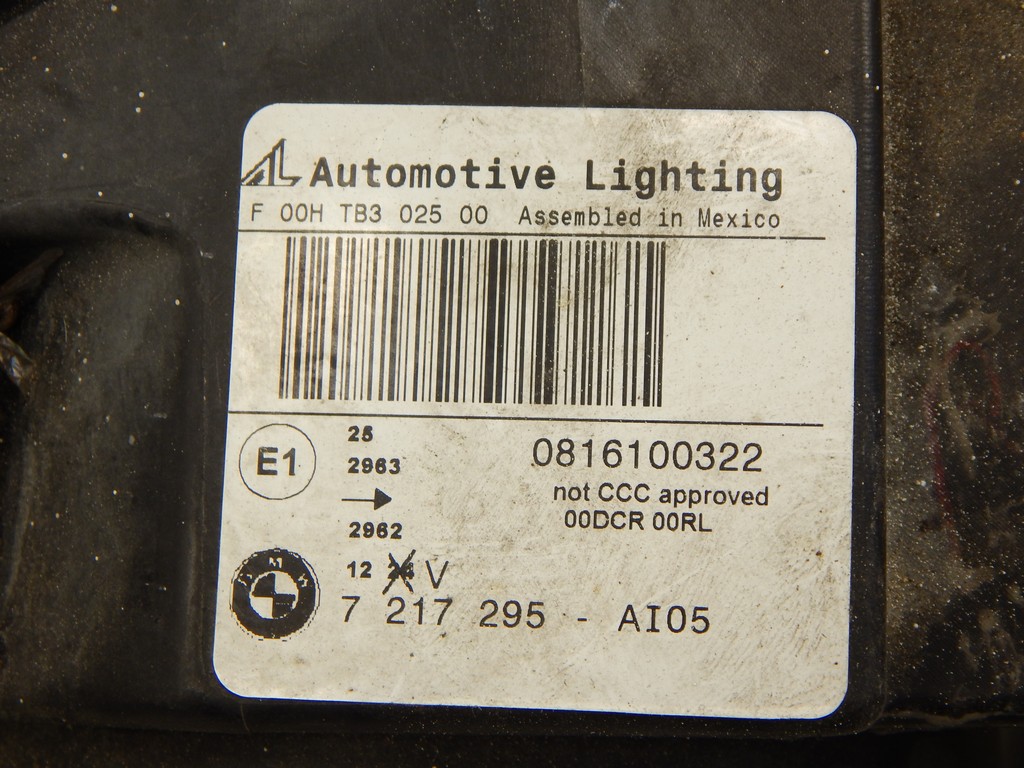 AL Automotive Lighting
F 00H TB3 025 00 Assembled in Mexico
E1
25
2963
2962
0816100322
not CCC approved
00DCR 00RL
BMW
12 V
7 217 295 - AI05